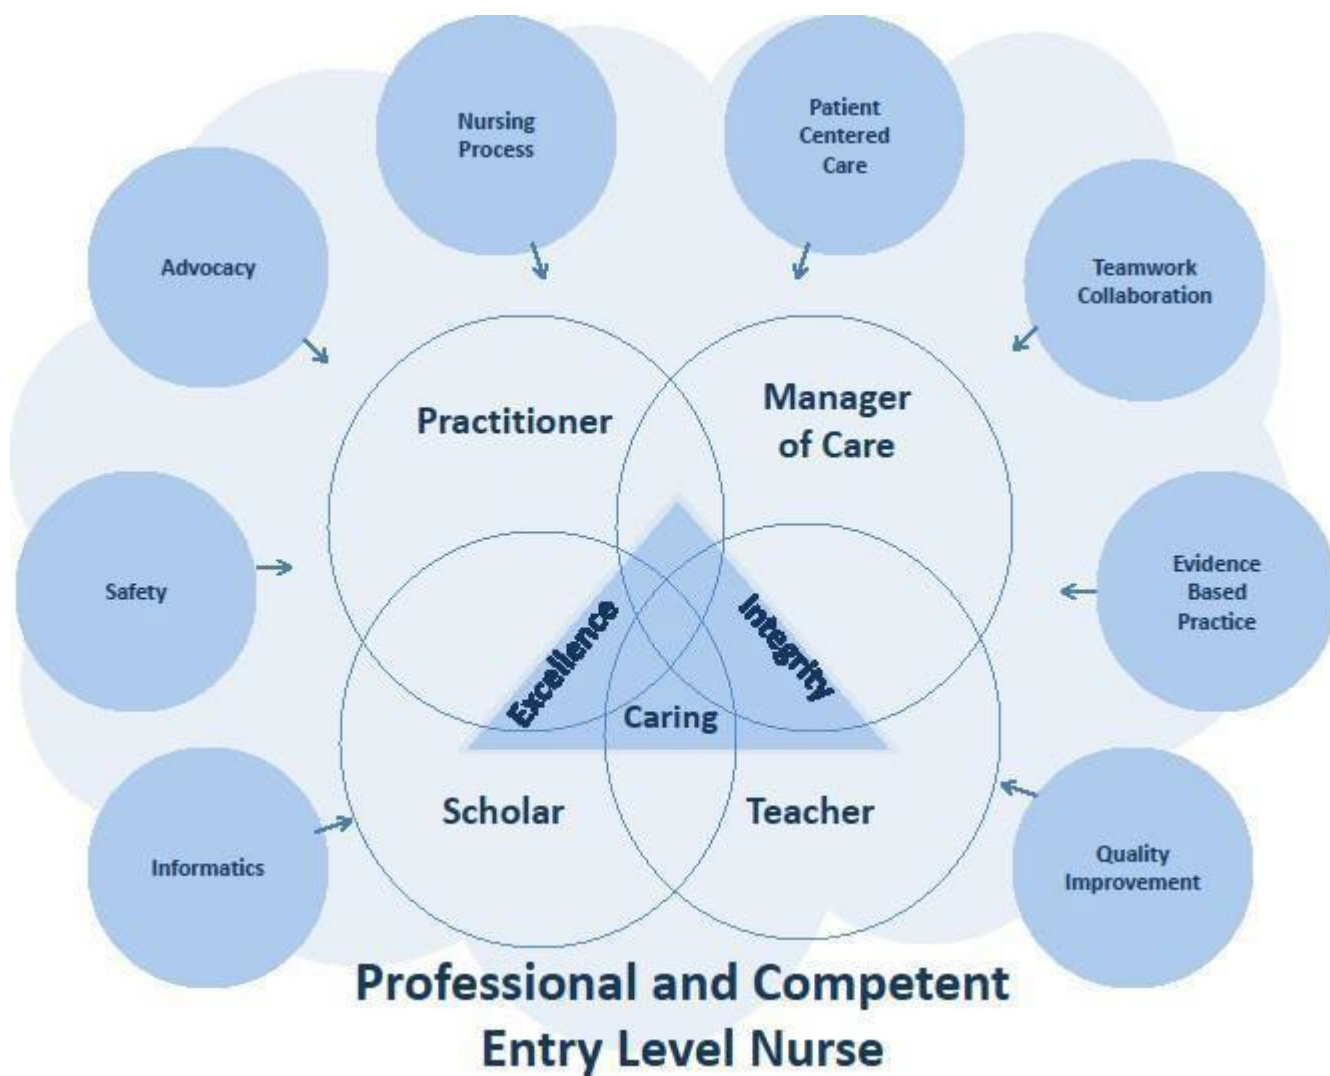 Nursing
Process
Patient
Centered
Care
Advocacy
Teamwork
Collaboration
Practitioner
Manager
of Care
Safety
Evidence
Based
Practice
Excellence
Integrity
Caring
Scholar
Teacher
Informatics
Quality
Improvement
Professional and Competent
Entry Level Nurse